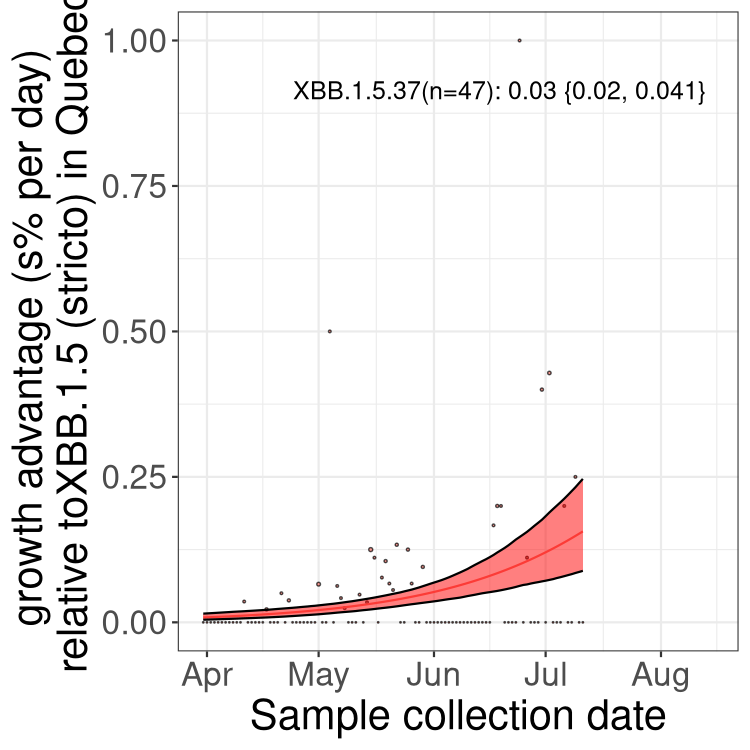 growth advantage (s% per day)
relative toXBB.1.5 (stricto) in Quebec
1.00
0.75
0.50
0.25
0.00
XBB.1.5.37(n=47): 0.03 {0.02, 0.041}
Apr May Jun Jul Aug
Sample collection date